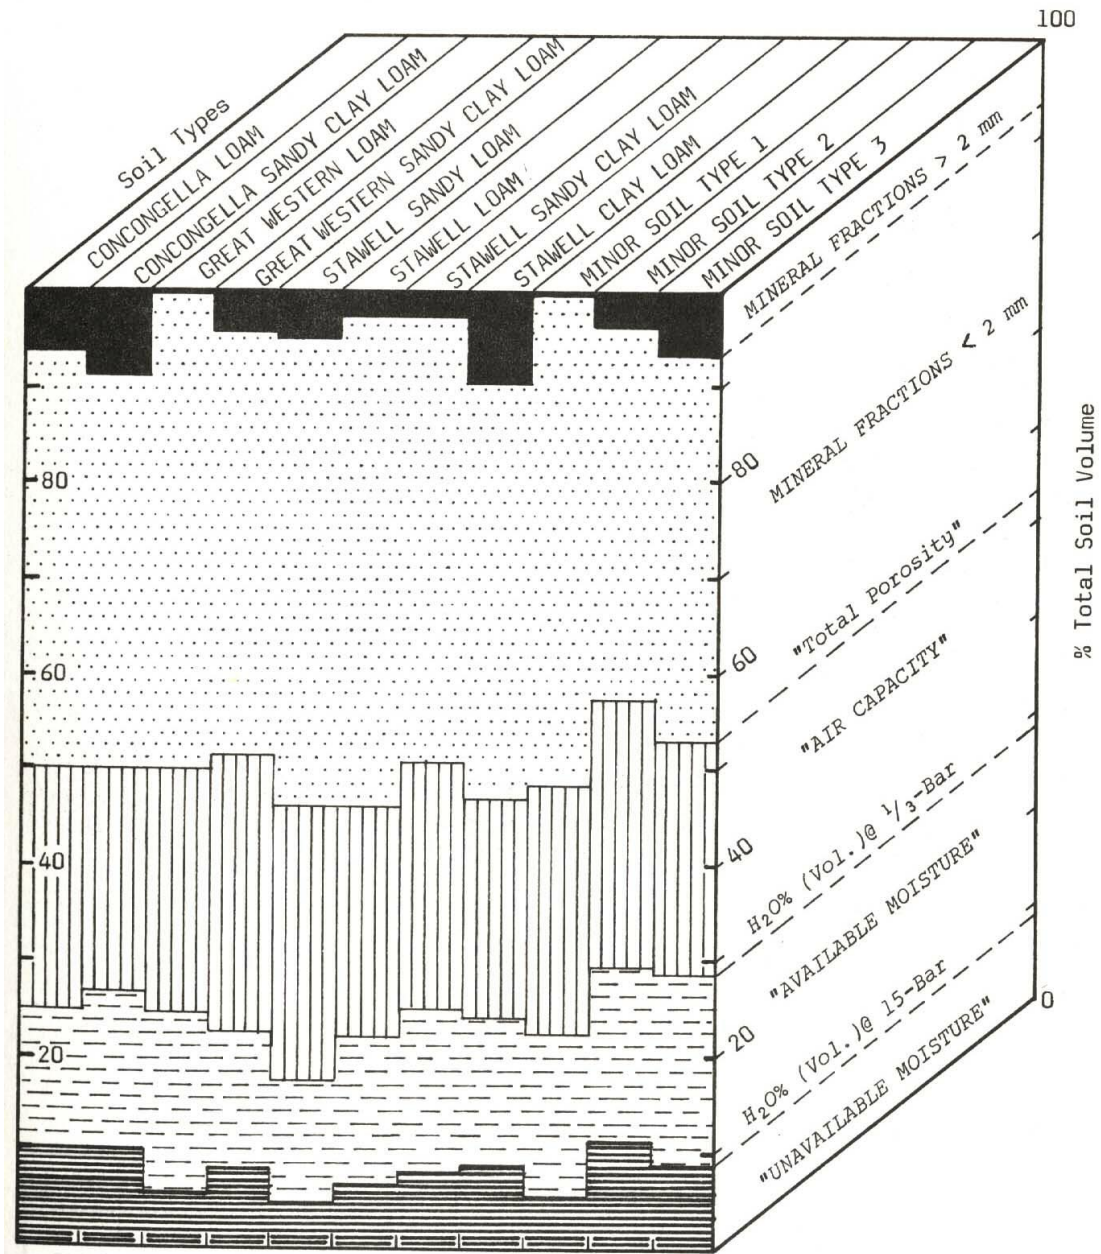 100
Soil Types
CONCONGELLA LOAM
CONCONGELLA SANDY CLAY LOAM
GREAT WESTERN LOAM
GREAT WESTERN SANDY CLAY LOAM
STAWELL SANDY LOAM
STAWELL LOAM
STAWELL SANDY CLAY LOAM
STAWELL CLAY LOAM
MINOR SOIL TYPE 1
MINOR SOIL TYPE 2
MINOR SOIL TYPE 3
MINERAL FRACTIONS > 2 mm
MINERAL FRACTIONS < 2 mm
80
80
"Total Porosity"
60
60
"AIR CAPACITY"
% Total Soil Volume
40
40
H₂O% (Vol.)@ 1/3-Bar
"AVAILABLE MOISTURE"
20
20
H₂O% (Vol.)@ 15-Bar
"UNAVAILABLE MOISTURE"
0